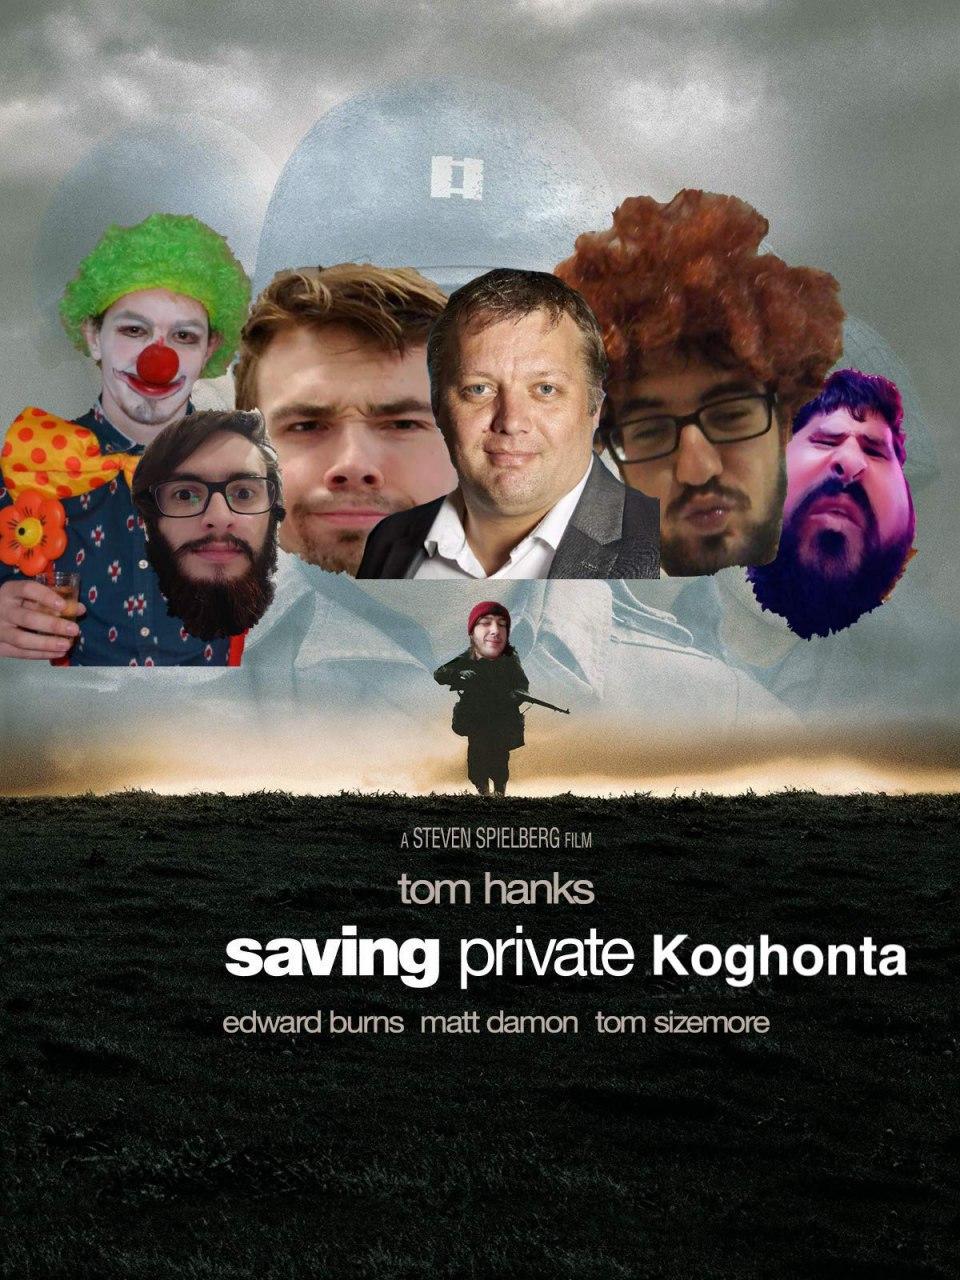 A STEVEN SPIELBERG FILM
tom hanks
saving private Koghonta
edward burns matt damon tom sizemore